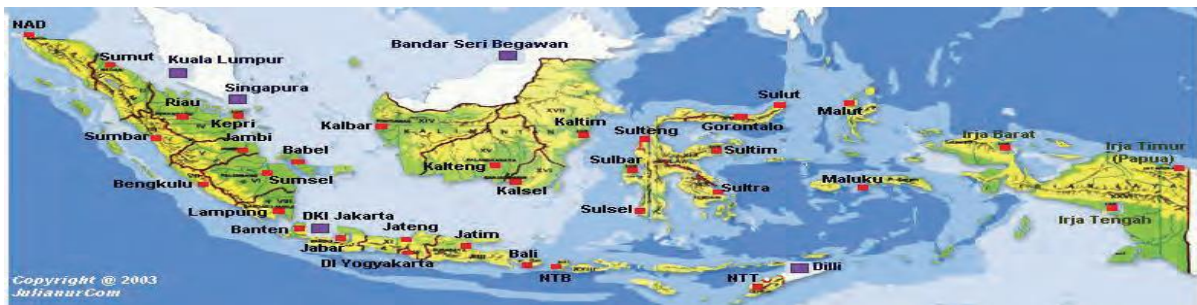 NAD
Sumut
Kuala Lumpur
Bandar Seri Begawan
Singapura
Riau
Kepri
Sumbar
Jambi
Babel
Bengkulu
Sumsel
Lampung
Kalbar
Kaltim
Kalteng
Kalsel
Sulut
Gorontalo
Sulteng
Sultim
Sulbar
Sultra
Sulsel
Malut
Maluku
Irja Barat
Irja Timur
(Papua)
Irja Tengah
DKI Jakarta
Banten
Jabar
Jateng
Jatim
DI Yogyakarta
Bali
NTB
NTT
Dilli
Copyright @ 2003
JulianurCom